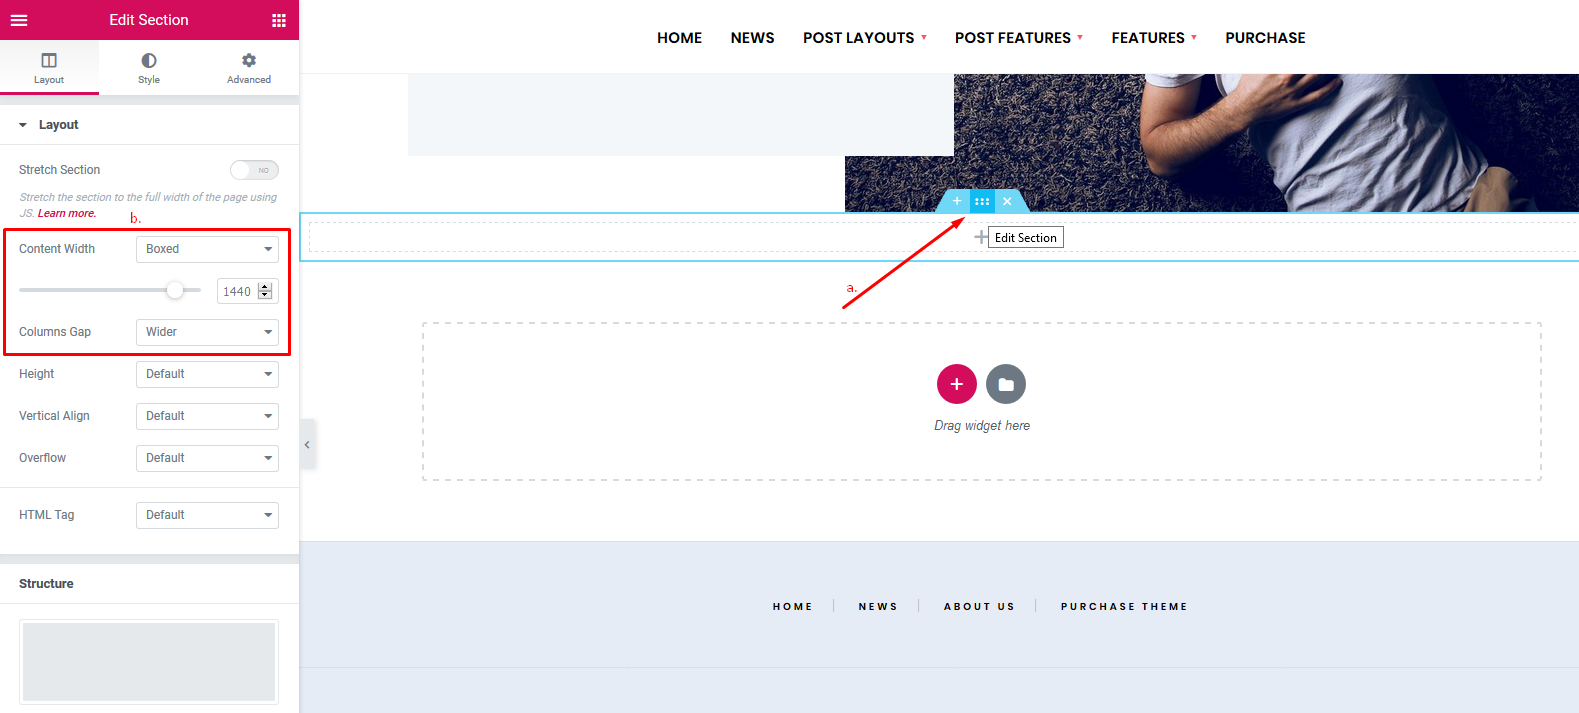 Edit Section
Layout
Style
Advanced
Layout
Stretch Section
NO
Stretch the section to the full width of the page using
JS. Learn more.
b.
Content Width
Boxed
1440
Columns Gap
Wider
Height
Default
Vertical Align
Default
Overflow
Default
HTML Tag
Default
Structure
HOME NEWS POST LAYOUTS POST FEATURES FEATURES PURCHASE
Edit Section
a.
Drag widget here
HOME NEWS ABOUT US PURCHASE THEME